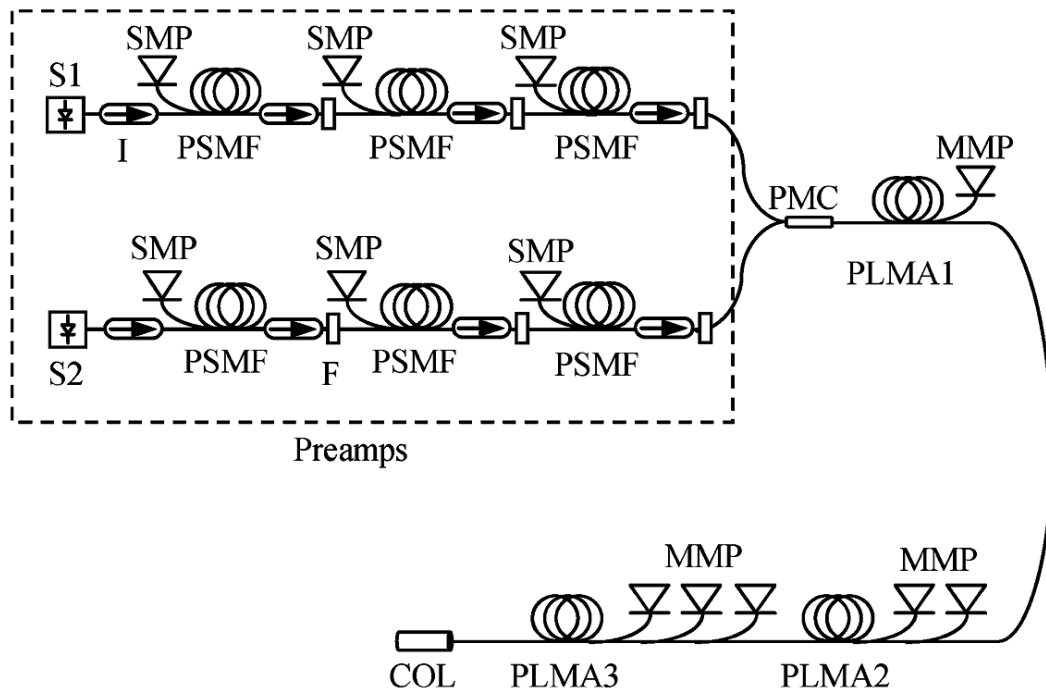 SMP SMP SMP
S1
I PSMF PSMF PSMF
MMP
PMC
PLMA1
SMP SMP SMP
S2 PSMF F PSMF PSMF
Preamps
MMP MMP
COL PLMA3 PLMA2